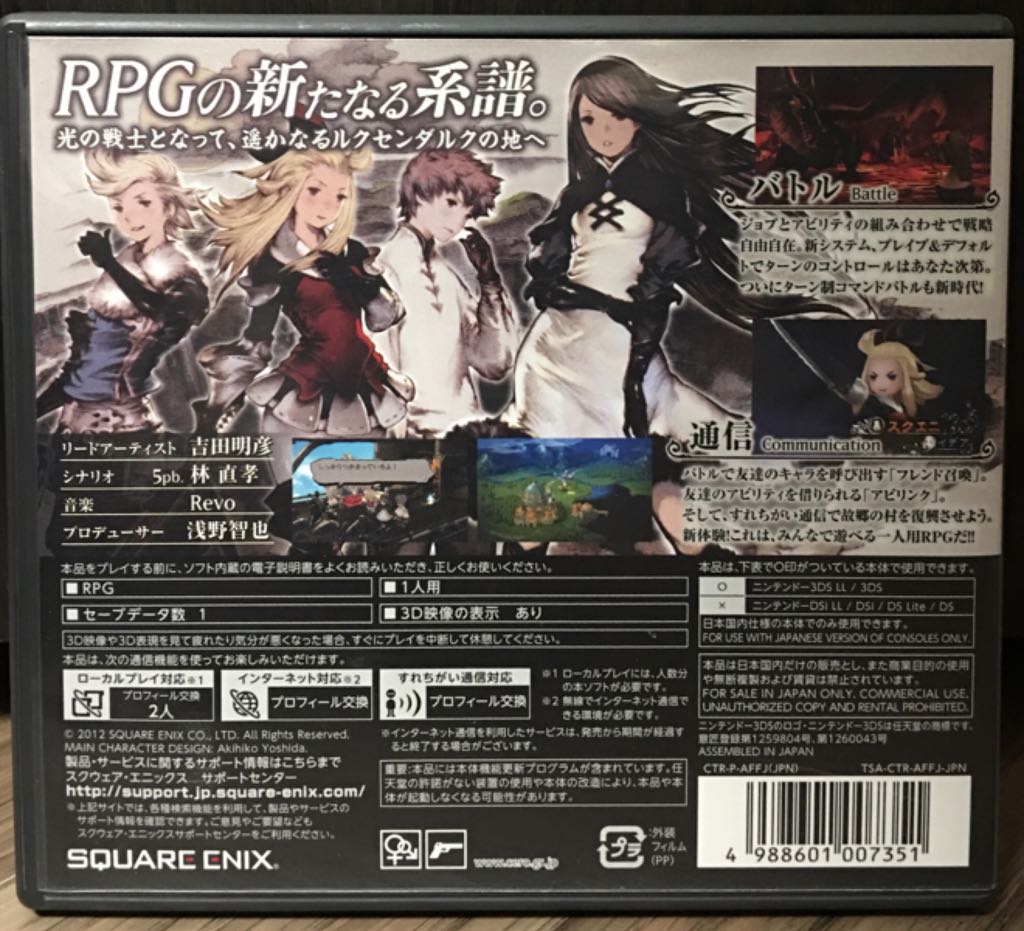 RPGの新たなる系譜。
光の戦士となって、遥かなるルクセンダルクの地へ
バトル Battle
ジョブとアビリティの組み合わせで戦略
自由自在。新システム、ブレイブ&デフォル
トでターンのコントロールはあなた次第。
ついにターン制コマンドバトルも新時代!
スクエニ
イデア
通信 Communication
バトルで友達のキャラを呼び出す「フレンド召喚」。
友達のアビリティを借りられる「アビリンク」。
そして、すれちがい通信で故郷の村を復興させよう。
新体験!これは、みんなで遊べる一人用RPGだ!!
リードアーティスト 吉田明彦
シナリオ 5pb. 林 直孝
音楽 Revo
プロデューサー 浅野智也
本品をプレイする前に、ソフト内蔵の電子説明書をよくお読みいただき、正しくお使いください。
■RPG
■1人用
■セーブデータ数 1
■3D映像の表示 あり
3D映像や3D表現を見て疲れたり気分が悪くなった場合、すぐにプレイを中断して休憩してください。
本品は、次の通信機能を使ってお楽しみいただけます。
ローカルプレイ対応※1
プロフィール交換
2人
インターネット対応※2
プロフィール交換
すれちがい通信対応
プロフィール交換
※1 ローカルプレイには、人数分
の本ソフトが必要です。
※2 無線でインターネット通信で
きる環境が必要です。
※インターネット通信を利用したサービスは、発売から期間が経過す
ると終了する場合がございます。
重要:本品には本体機能更新プログラムが含まれています。任
天堂の許諾がない装置の使用や本体の改造により、本品や本
体が起動しなくなる可能性があります。
© 2012 SQUARE ENIX CO., LTD. All Rights Reserved.
MAIN CHARACTER DESIGN: Akihiko Yoshida.
製品・サービスに関するサポート情報はこちらまで
スクウェア・エニックス サポートセンター
http://support.jp.square-enix.com/
※上記サイトでは、各種検索機能を利用して、製品やサービスの
サポート情報を確認できます。ご意見やご要望なども
スクウェア・エニックスサポートセンターをご利用ください。
SQUARE ENIX.
www.cero.gr.jp
プラ
:外装
フィルム
(PP)
本品は、下表で○印がついている本体で使用できます。
○ ニンテンドー3DS LL / 3DS
× ニンテンドーDSi LL / DSi / DS Lite / DS
日本国内仕様の本体でのみ使用できます。
FOR USE WITH JAPANESE VERSION OF CONSOLES ONLY.
本品は日本国内だけの販売とし、また商業目的の使用
や無断複製および賃貸は禁止されています。
FOR SALE IN JAPAN ONLY. COMMERCIAL USE,
UNAUTHORIZED COPY AND RENTAL PROHIBITED.
ニンテンドー3DSのロゴ・ニンテンドー3DSは任天堂の商標です。
意匠登録第1259804号、第1260043号
ASSEMBLED IN JAPAN
CTR-P-AFFJ(JPN) TSA-CTR-AFFJ-JPN
4 988601 007351